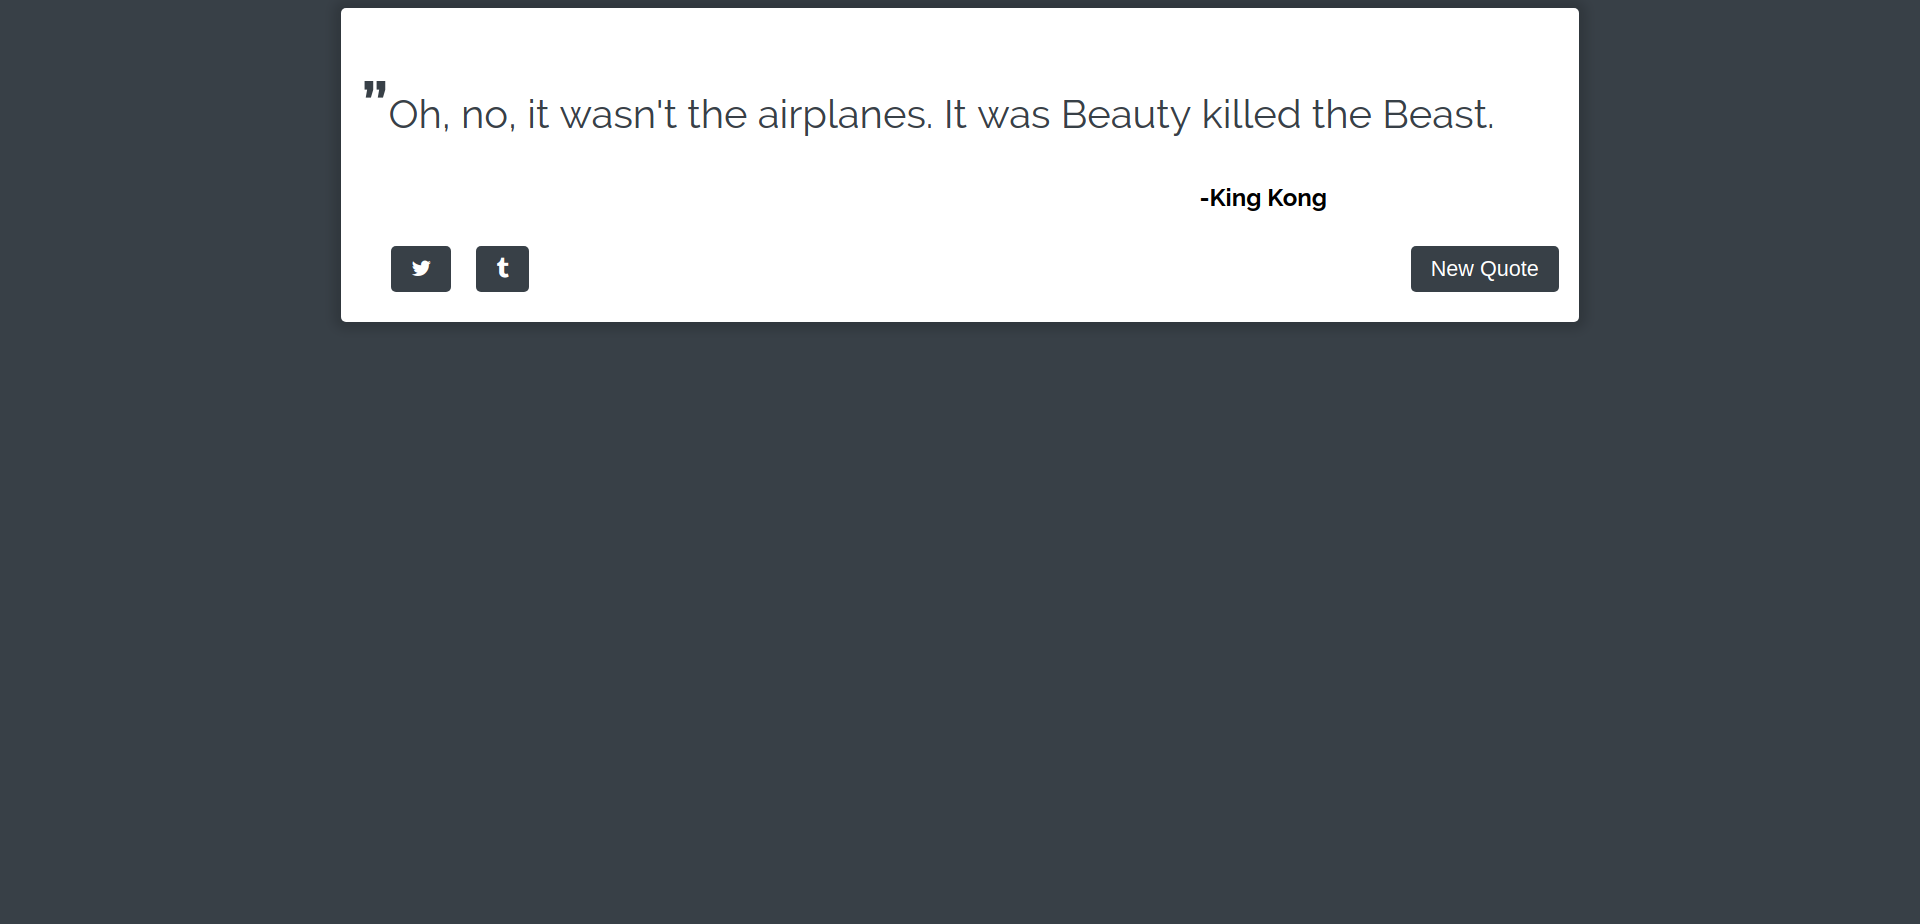 ”Oh, no, it wasn't the airplanes. It was Beauty killed the Beast.
-King Kong
t
New Quote